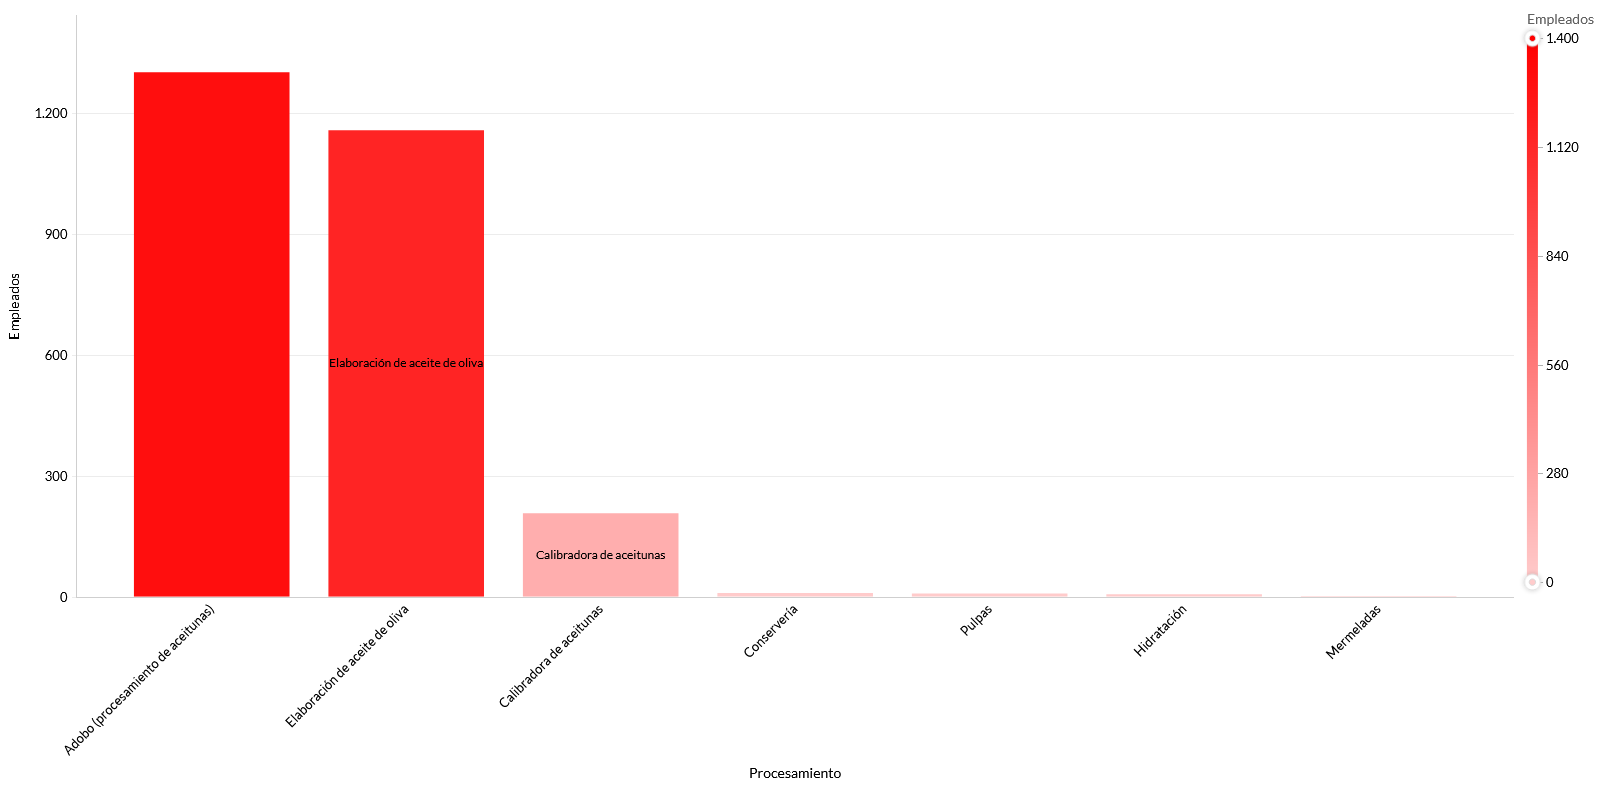 Empleados
1.400
1.120
840
560
280
0
Empleados
1.200
900
600
300
0
Elaboración de aceite de oliva
Calibradora de aceitunas
Adobo (procesamiento de aceitunas)
Elaboración de aceite de oliva
Calibradora de aceitunas
Conservería
Pulpas
Hidratación
Mermeladas
Procesamiento